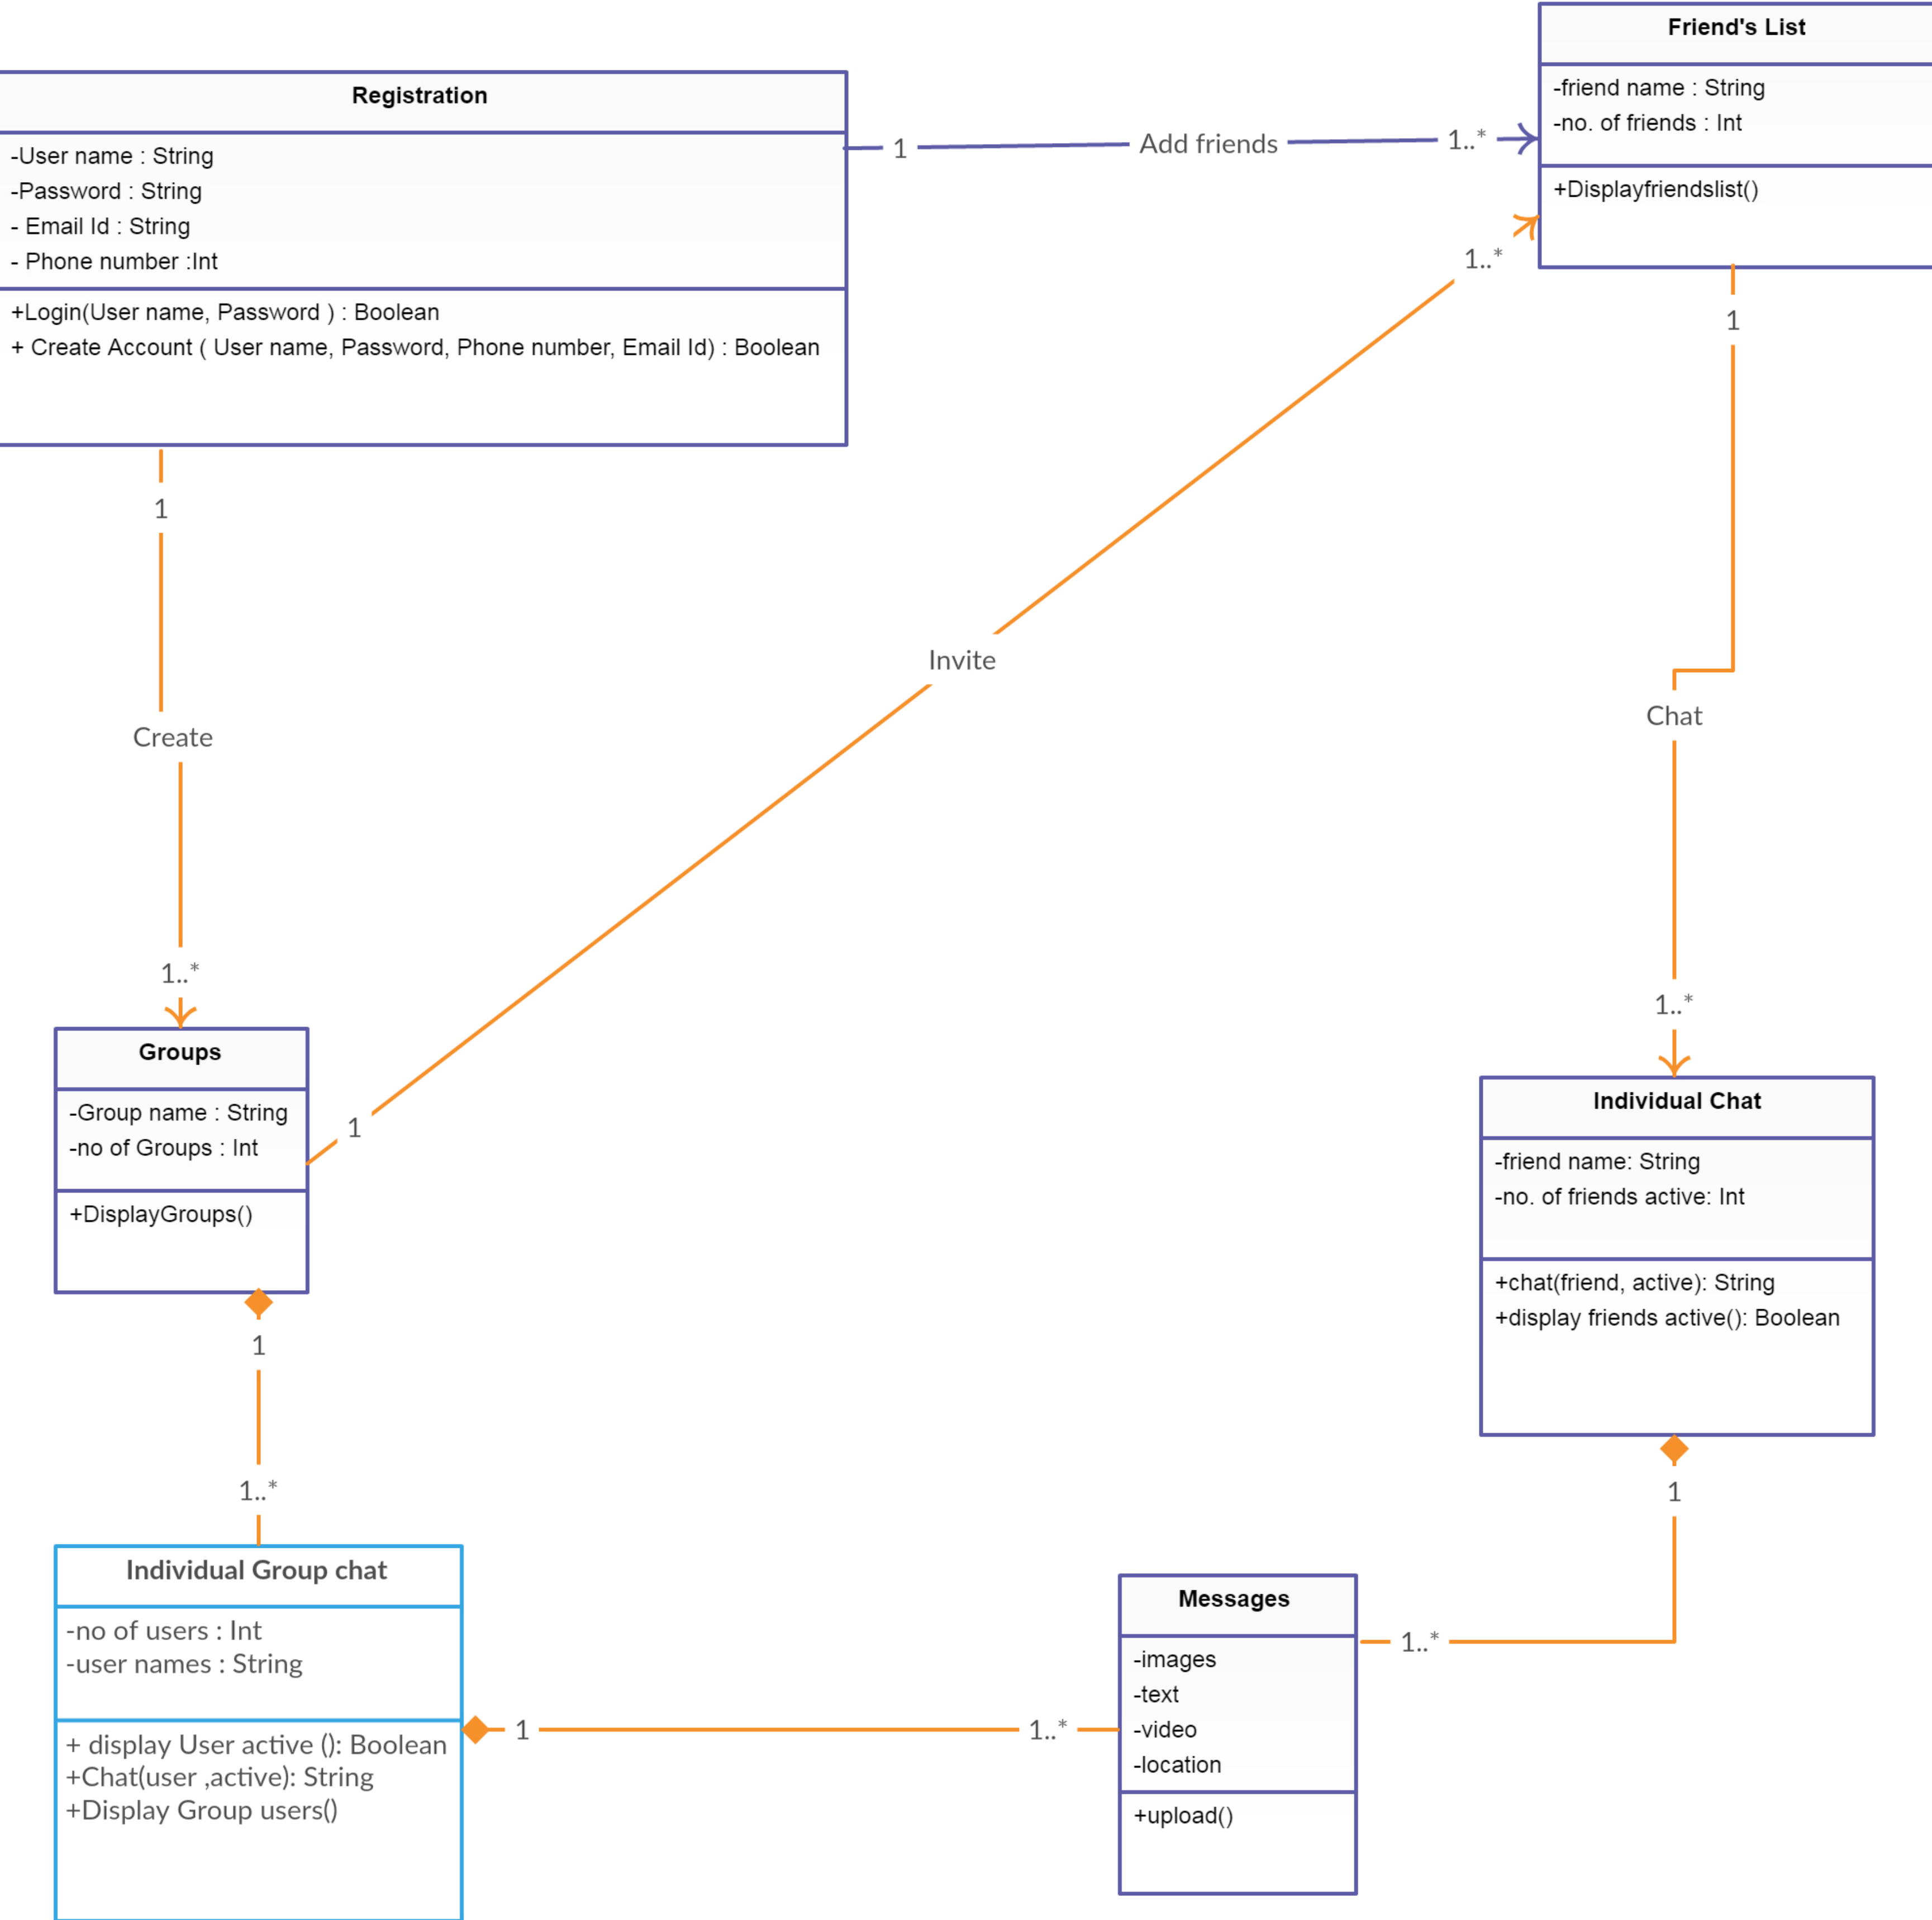 Friend's List
-friend name : String
-no. of friends : Int
+Displayfriendslist()
Registration
-User name : String
-Password : String
- Email Id : String
- Phone number :Int
+Login(User name, Password ) : Boolean
+ Create Account ( User name, Password, Phone number, Email Id) : Boolean
1
Add friends
1..*
1..*
1
1
Invite
Chat
Create
1..*
1..*
Groups
-Group name : String
-no of Groups : Int
+DisplayGroups()
1
Individual Chat
-friend name: String
-no. of friends active: Int
+chat(friend, active): String
+display friends active(): Boolean
1
1..*
1
Individual Group chat
-no of users : Int
-user names : String
+ display User active (): Boolean
+Chat(user ,active): String
+Display Group users()
1
1..*
Messages
-images
-text
-video
-location
+upload()
1..*